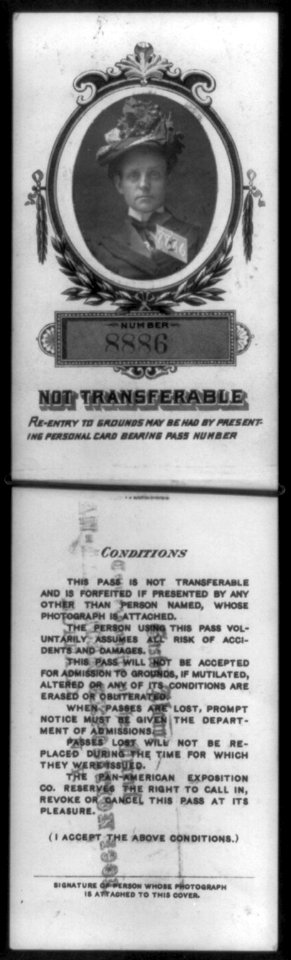 NUMBER
8886
NOT TRANSFERABLE
RE-ENTRY TO GROUNDS MAY BE HAD BY PRESENT-
ING PERSONAL CARD BEARING PASS NUMBER
CONDITIONS
THIS PASS IS NOT TRANSFERABLE
AND IS FORFEITED IF PRESENTED BY ANY
OTHER THAN PERSON NAMED, WHOSE
PHOTOGRAPH IS ATTACHED.
THE PERSON USING THIS PASS VOL-
UNTARILY ASSUMES ALL RISK OF ACCI-
DENTS AND DAMAGES.
THIS PASS WILL NOT BE ACCEPTED
FOR ADMISSION TO GROUNDS, IF MUTILATED,
ALTERED OR ANY OF ITS CONDITIONS ARE
ERASED OR OBLITERATED.
WHEN PASSES ARE LOST, PROMPT
NOTICE MUST BE GIVEN THE DEPART-
MENT OF ADMISSIONS.
PASSES LOST WILL NOT BE RE-
PLACED DURING THE TIME FOR WHICH
THEY WERE ISSUED.
THE PAN-AMERICAN EXPOSITION
CO. RESERVES THE RIGHT TO CALL IN,
REVOKE OR CANCEL THIS PASS AT ITS
PLEASURE.
(I ACCEPT THE ABOVE CONDITIONS.)
SIGNATURE OF PERSON WHOSE PHOTOGRAPH
IS ATTACHED TO THIS COVER.